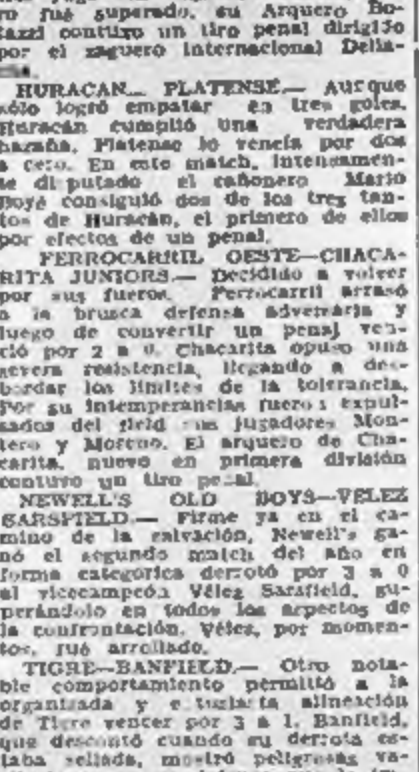 ro fué superado, su Arquero Bo-
contuvo un tiro penal dirigido
por el zaguero internacional Della-
HURACAN— PLATENSE.— Aunque
sólo logró empatar en tres goles,
Huracán cumplió una verdadera
hazaña. Platense lo vencía por dos
a cero. En este match, intensamen-
te disputado el cañonero Mario
Boyé consiguió dos de los tres tan-
tos de Huracán, el primero de ellos
por efectos de un penal.
FERROCARRIL OESTE—CHACA-
RITA JUNIORS.— Decidido a volver
por sus fueros, Ferrocarril arrasó
a la brusca defensa adversaria y
luego de convertir un penal ven-
ció por 2 a 0. Chacarita opuso una
severa resistencia, llegando a des-
bordar los límites de la tolerancia.
Por su intemperancias fueron expul-
sados del field sus jugadores Mon-
tero y Moreno. El arquero de Cha-
carita, nuevo en primera división
contuvo un tiro penal.
NEWELL'S OLD BOYS—VELEZ
SARSFIELD.— Firme ya en el ca-
mino de la salvación, Newell's ga-
nó el segundo match del año en
forma categórica derrotó por 3 a 0
al vicecampeón Vélez Sarsfield, su-
perándolo en todos los aspectos de
la confrontación. Vélez, por momen-
tos, fué arrollado.
TIGRE—BANFIELD.— Otro nota-
ble comportamiento permitió a la
organizada y entusiasta alineación
de Tigre vencer por 3 a 1. Banfield,
que descontó cuando su derrota es-
taba sellada, mostró peligrosas va-